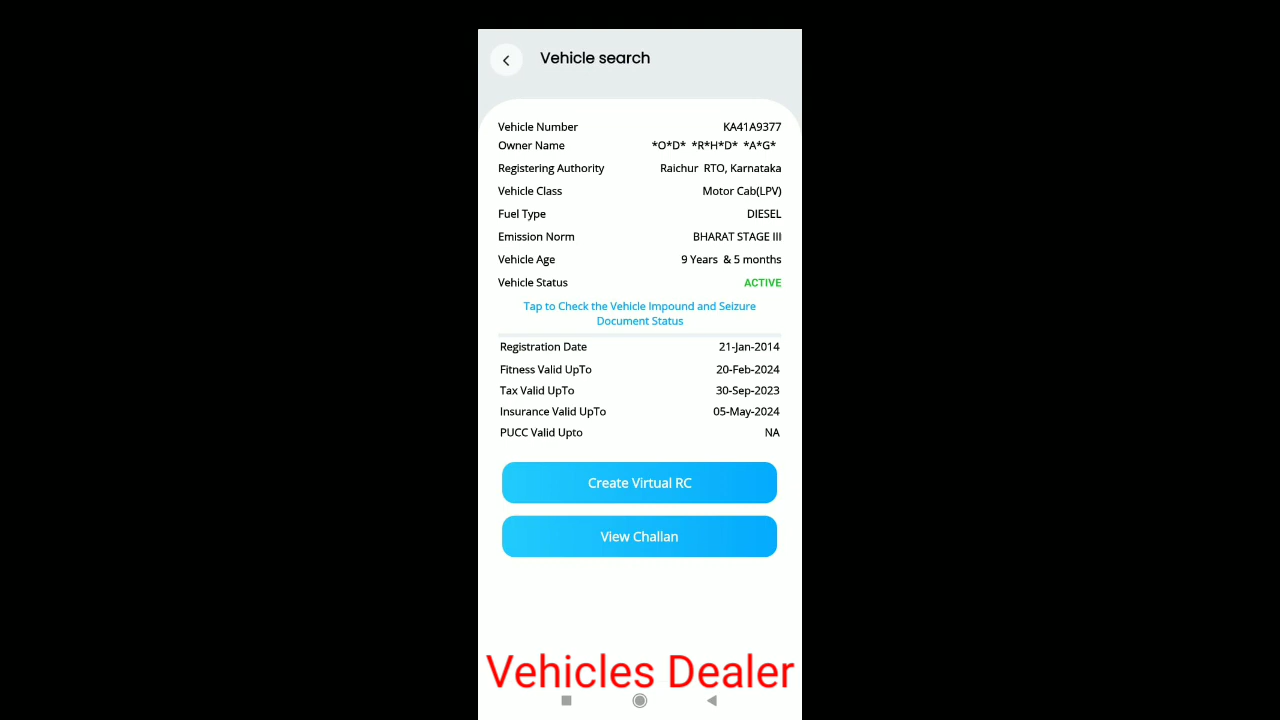 Vehicle search
Vehicle Number KA41A9377
Owner Name *O*D* *R*H*D* *A*G*
Registering Authority Raichur RTO, Karnataka
Vehicle Class Motor Cab(LPV)
Fuel Type DIESEL
Emission Norm BHARAT STAGE III
Vehicle Age 9 Years & 5 months
Vehicle Status ACTIVE
Tap to Check the Vehicle Impound and Seizure
Document Status
Registration Date 21-Jan-2014
Fitness Valid UpTo 20-Feb-2024
Tax Valid UpTo 30-Sep-2023
Insurance Valid UpTo 05-May-2024
PUCC Valid Upto NA
Create Virtual RC
View Challan
Vehicles Dealer